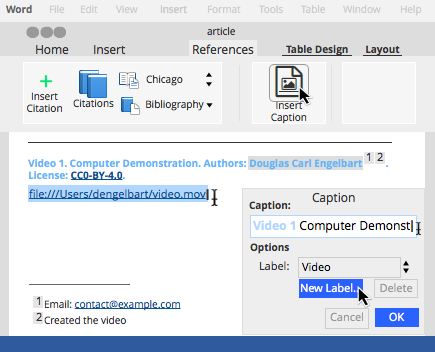 Word File Edit View Insert Format Font Tools Table Window Help
article
Home Insert References Table Design Layout
Insert Citation
Citations
Chicago
Bibliography
Insert Caption
Video 1. Computer Demonstration. Authors: Douglas Carl Engelbart 1 2.
License: CC0-BY-4.0.
file:///Users/dengelbart/video.mov
Caption
Caption:
Video 1 Computer Demonst
Options
Label: Video
New Label... Delete
Cancel OK
1 Email: contact@example.com
2 Created the video